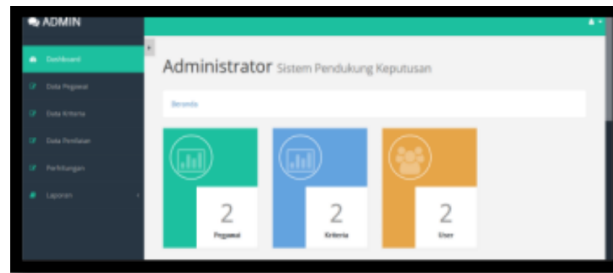 ADMIN
Dashboard
Data Pegawai
Data Kriteria
Data Penilaian
Perhitungan
Laporan
Administrator Sistem Pendukung Keputusan
Beranda
2
Pegawai
2
Kriteria
2
User